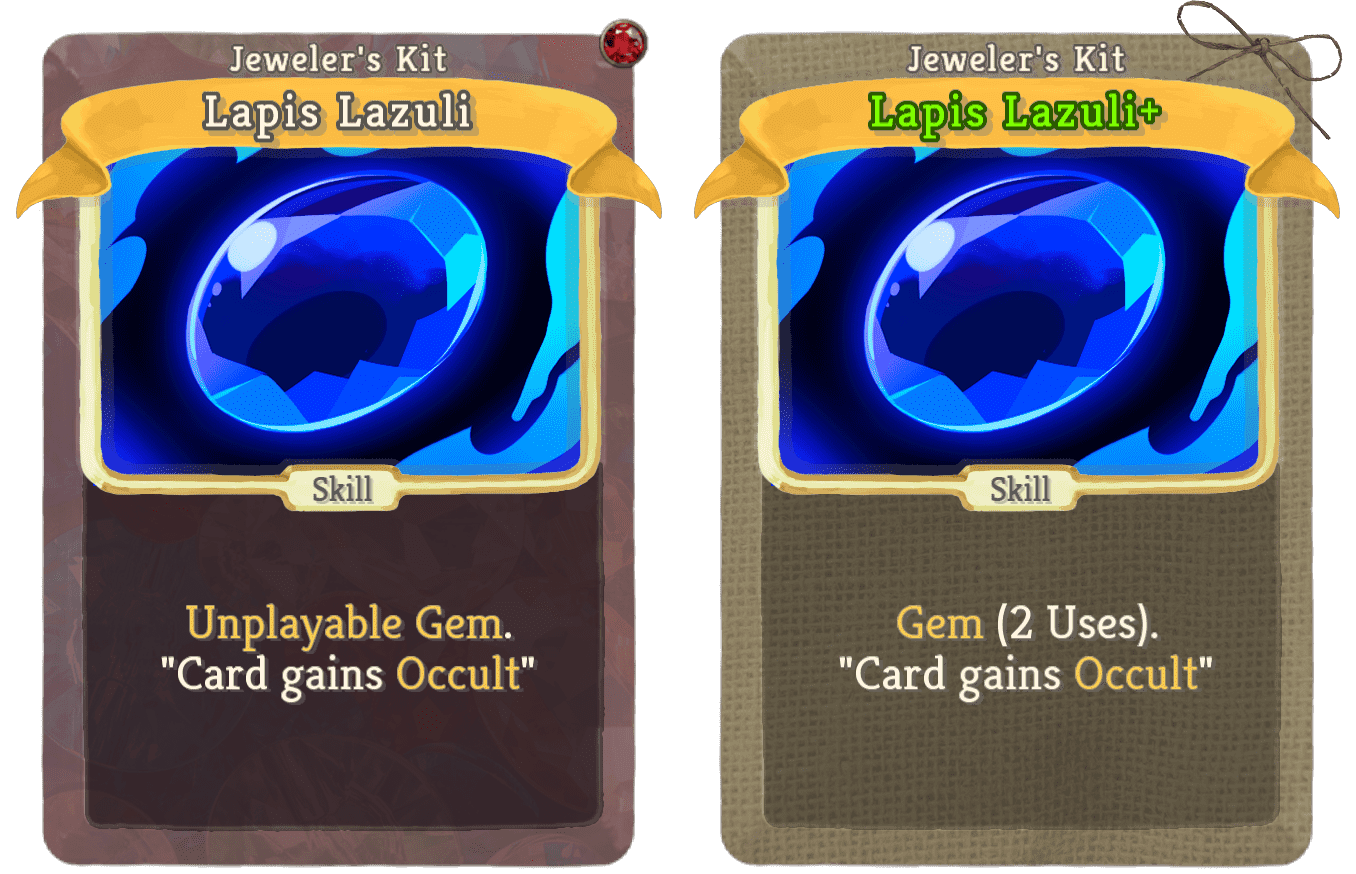 Jeweler's Kit
Lapis Lazuli
Skill
Unplayable Gem.
"Card gains Occult"
Jeweler's Kit
Lapis Lazuli+
Skill
Gem (2 Uses).
"Card gains Occult"